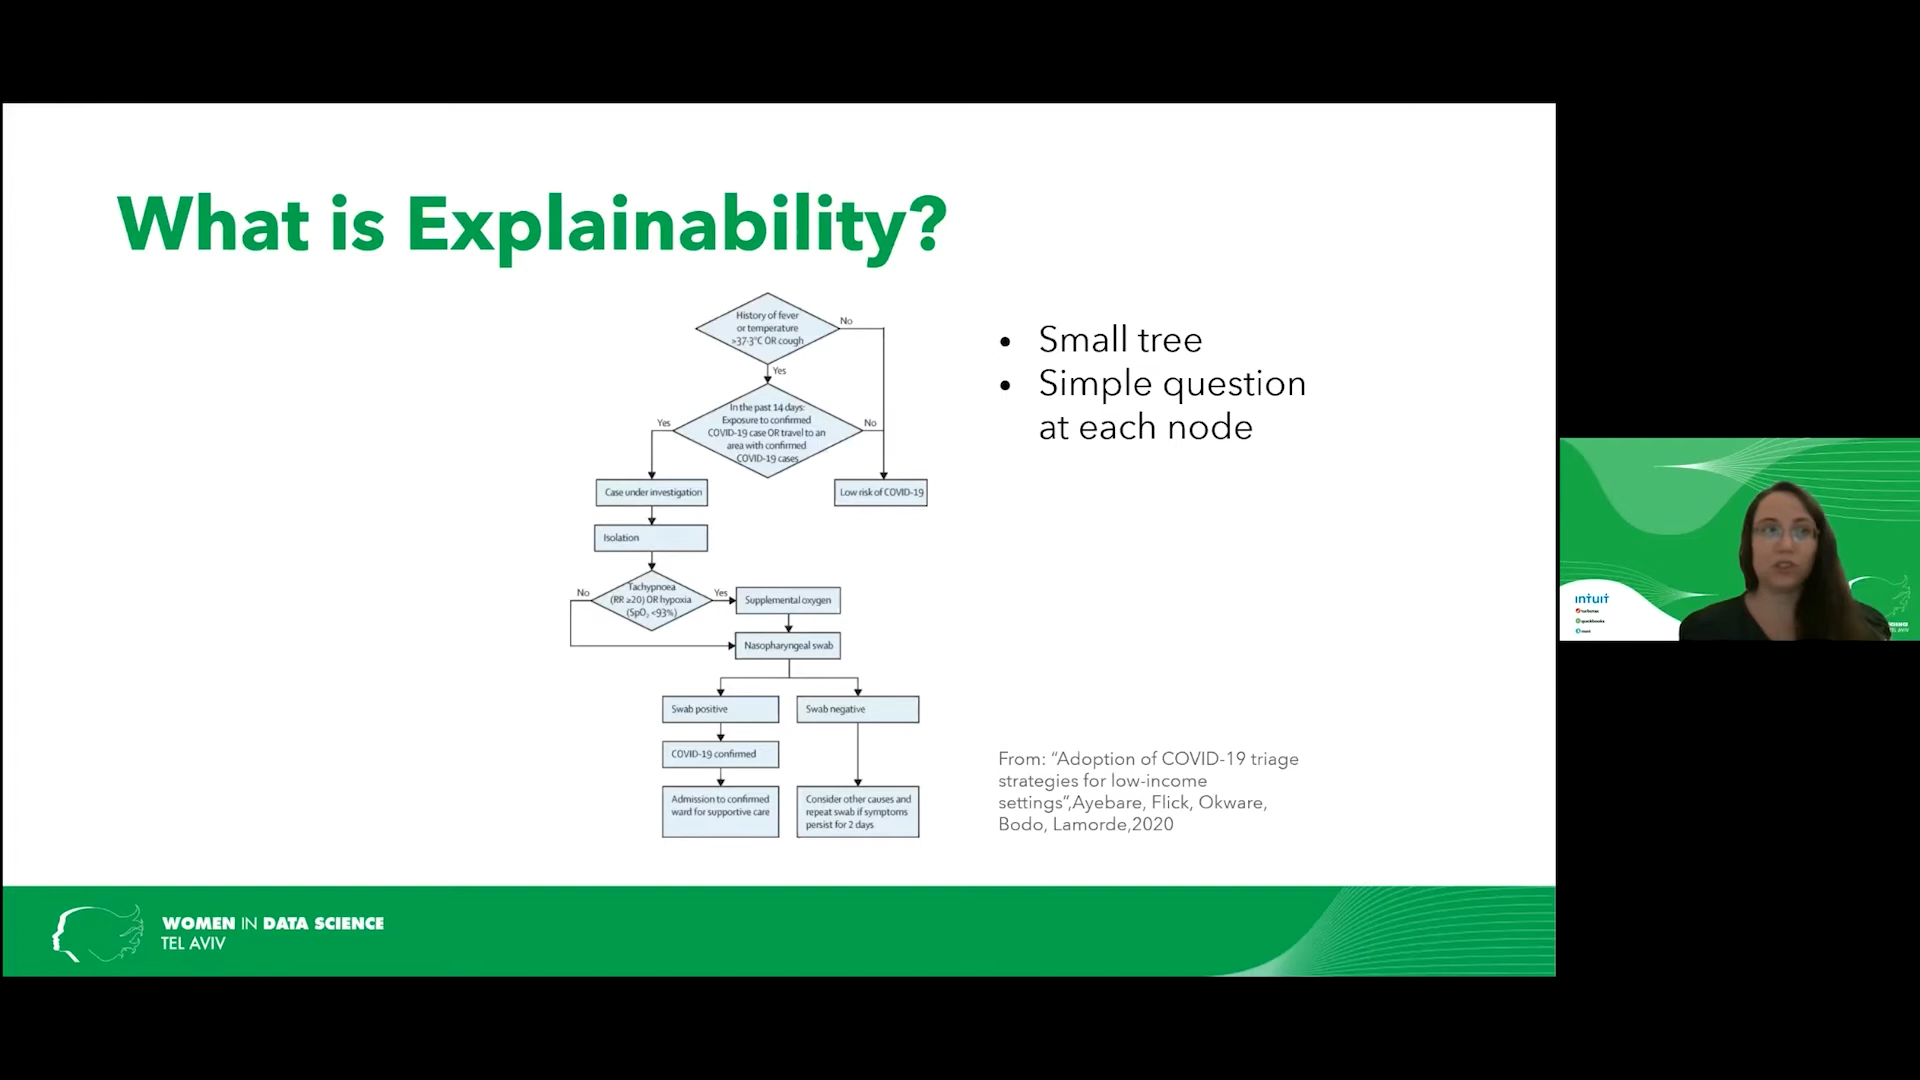 What is Explainability?
History of fever
or temperature
>37·3°C OR cough
No
Yes
In the past 14 days:
Exposure to confirmed
COVID-19 case OR travel to an
area with confirmed
COVID-19 cases
Yes
No
Case under investigation
Low risk of COVID-19
Isolation
Tachypnoea
(RR ≥20) OR hypoxia
(SpO₂ <93%)
No
Yes
Supplemental oxygen
Nasopharyngeal swab
Swab positive
Swab negative
COVID-19 confirmed
Admission to confirmed
ward for supportive care
Consider other causes and
repeat swab if symptoms
persist for 2 days
• Small tree
• Simple question
at each node
From: “Adoption of COVID-19 triage
strategies for low-income
settings”,Ayebare, Flick, Okware,
Bodo, Lamorde,2020
WOMEN IN DATA SCIENCE
TEL AVIV
intuit
turbotax
quickbooks
mint
TEL AVIV